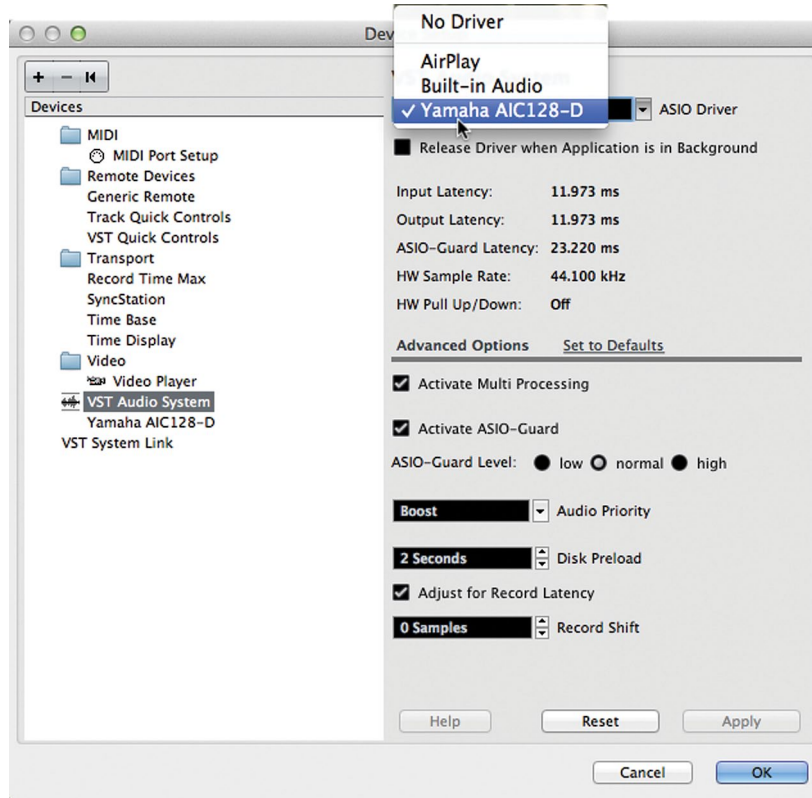 Dev
No Driver
AirPlay
Built-in Audio
✓ Yamaha AIC128-D
ASIO Driver
+ −
Devices
MIDI
MIDI Port Setup
Remote Devices
Generic Remote
Track Quick Controls
VST Quick Controls
Transport
Record Time Max
SyncStation
Time Base
Time Display
Video
Video Player
VST Audio System
Yamaha AIC128-D
VST System Link
Release Driver when Application is in Background
Input Latency: 11.973 ms
Output Latency: 11.973 ms
ASIO-Guard Latency: 23.220 ms
HW Sample Rate: 44.100 kHz
HW Pull Up/Down: Off
Advanced Options Set to Defaults
Activate Multi Processing
Activate ASIO-Guard
ASIO-Guard Level: low normal high
Boost Audio Priority
2 Seconds Disk Preload
Adjust for Record Latency
0 Samples Record Shift
Help Reset Apply
Cancel OK